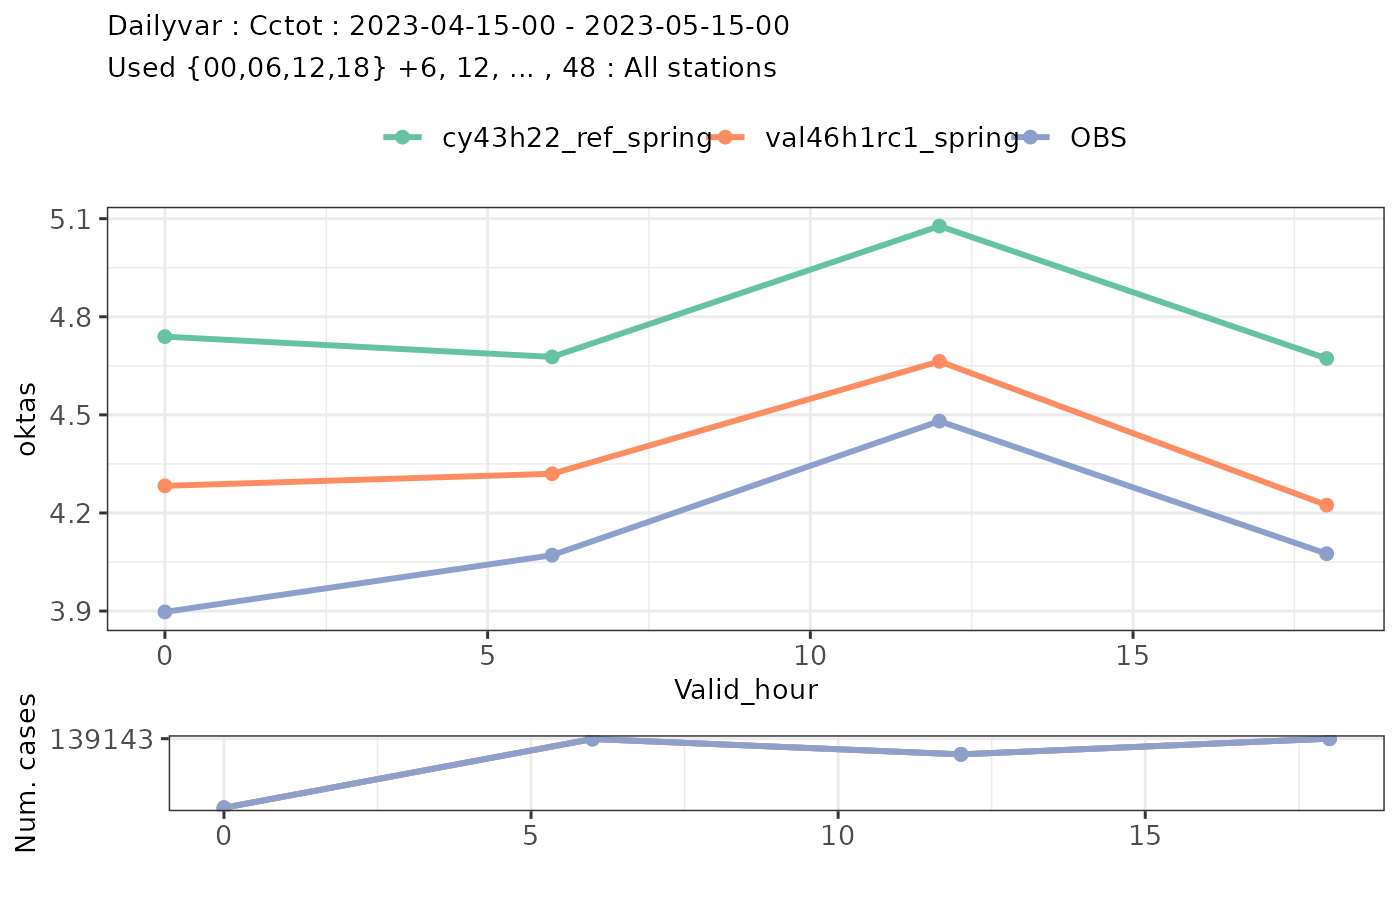 Dailyvar : Cctot : 2023-04-15-00 - 2023-05-15-00
Used {00,06,12,18} +6, 12, ... , 48 : All stations
cy43h22_ref_spring val46h1rc1_spring OBS
5.1
4.8
4.5
4.2
3.9
oktas
0 5 10 15
Valid_hour
139143
Num. cases
0 5 10 15